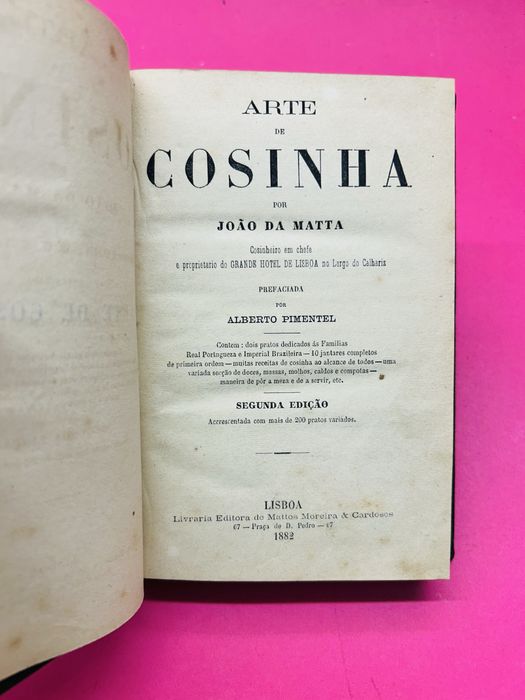 ARTE
DE
COSINHA
POR
JOÃO DA MATTA
Cosinheiro em chefe
e proprietario do GRANDE HOTEL DE LISBOA no Largo do Calhariz
PREFACIADA
POR
ALBERTO PIMENTEL
Contem: dois pratos dedicados ás Familias
Real Portugueza e Imperial Brazileira — 10 jantares completos
de primeira ordem — muitas receitas de cosinha ao alcance de todos — uma
variada secção de doces, massas, molhos, caldos e compotas —
maneira de pôr a meza e de a servir, etc.
SEGUNDA EDIÇÃO
Accrescentada com mais de 200 pratos variados.
LISBOA
Livraria Editora de Mattos Moreira & Cardosos
67 — Praça de D. Pedro — 67
1882